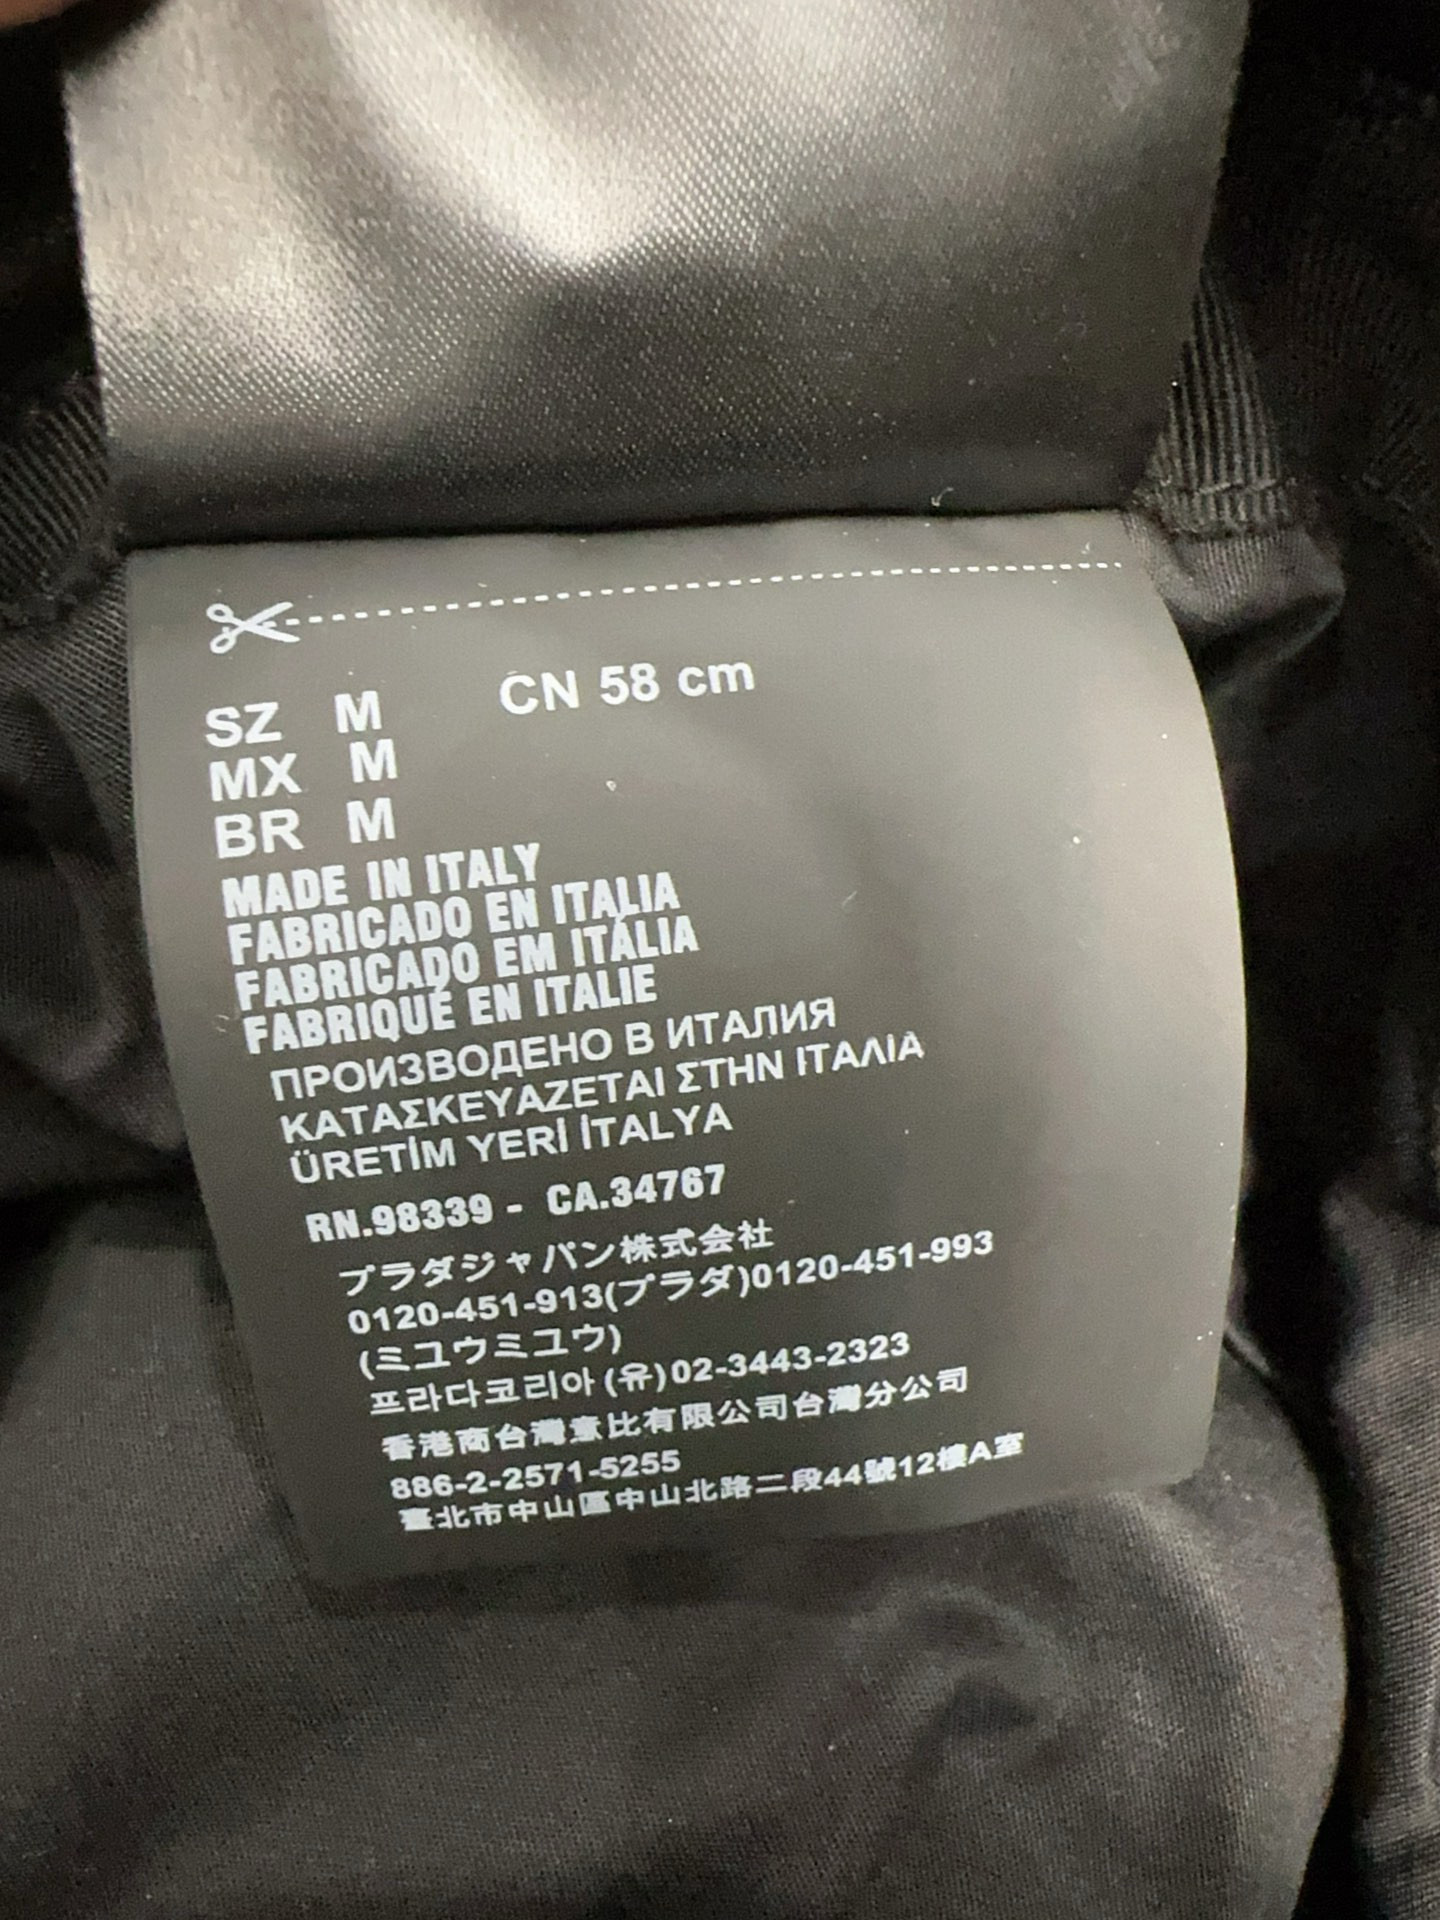 SZ M CN 58 cm
MX M
BR M
MADE IN ITALY
FABRICADO EN ITALIA
FABRICADO EM ITÁLIA
FABRIQUÉ EN ITALIE
ПРОИЗВОДЕНО В ИТАЛИЯ
ΚΑΤΑΣΚΕΥΑΖΕΤΑΙ ΣΤΗΝ ΙΤΑΛΙΑ
ÜRETİM YERİ İTALYA
RN.98339 - CA.34767
プラダジャパン株式会社
0120-451-913(プラダ)0120-451-993
(ミユウミユウ)
프라다코리아(유)02-3443-2323
香港商台灣意比有限公司台灣分公司
886-2-2571-5255
臺北市中山區中山北路二段44號12樓A室